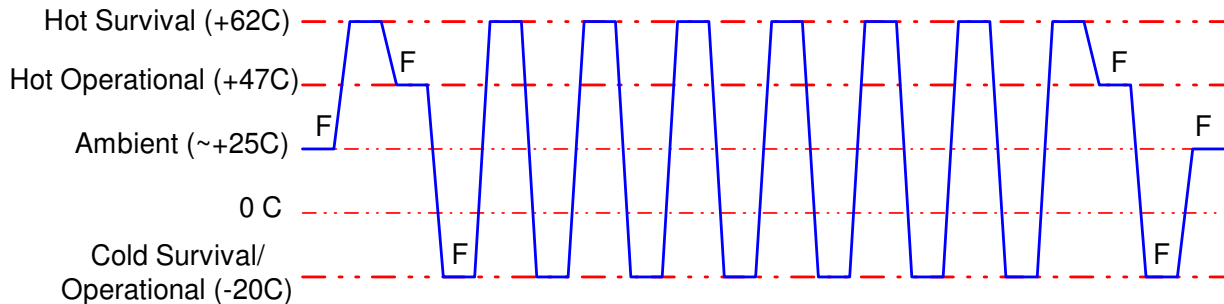 Hot Survival (+62C)
F
F
Hot Operational (+47C)
F
F
Ambient (~+25C)
0 C
F
F
Cold Survival/
Operational (-20C)